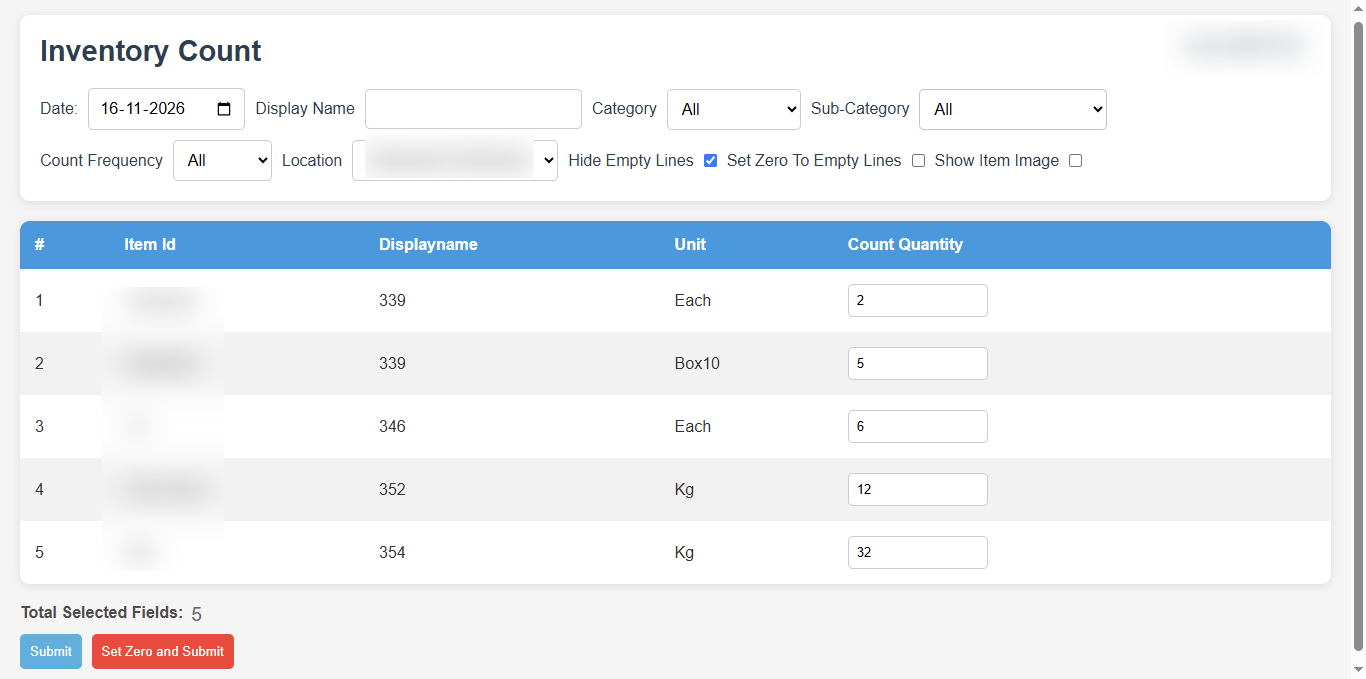 Inventory Count
Date: 16-11-2026 Display Name Category All Sub-Category All
Count Frequency All Location Hide Empty Lines Set Zero To Empty Lines Show Item Image
# Item Id Displayname Unit Count Quantity
1 339 Each 2
2 339 Box10 5
3 346 Each 6
4 352 Kg 12
5 354 Kg 32
Total Selected Fields: 5
Submit Set Zero and Submit